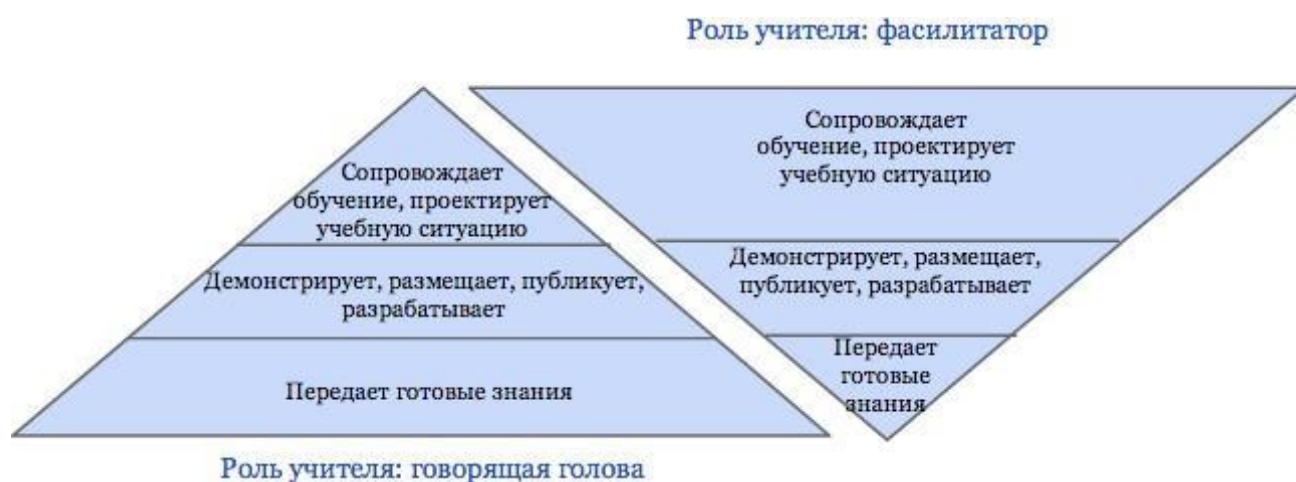 Роль учителя: фасилитатор
Сопровождает
обучение, проектирует
учебную ситуацию
Демонстрирует, размещает, публикует,
разрабатывает
Передает готовые знания
Роль учителя: говорящая голова
Сопровождает
обучение, проектирует
учебную ситуацию
Демонстрирует, размещает,
публикует, разрабатывает
Передает
готовые
знания